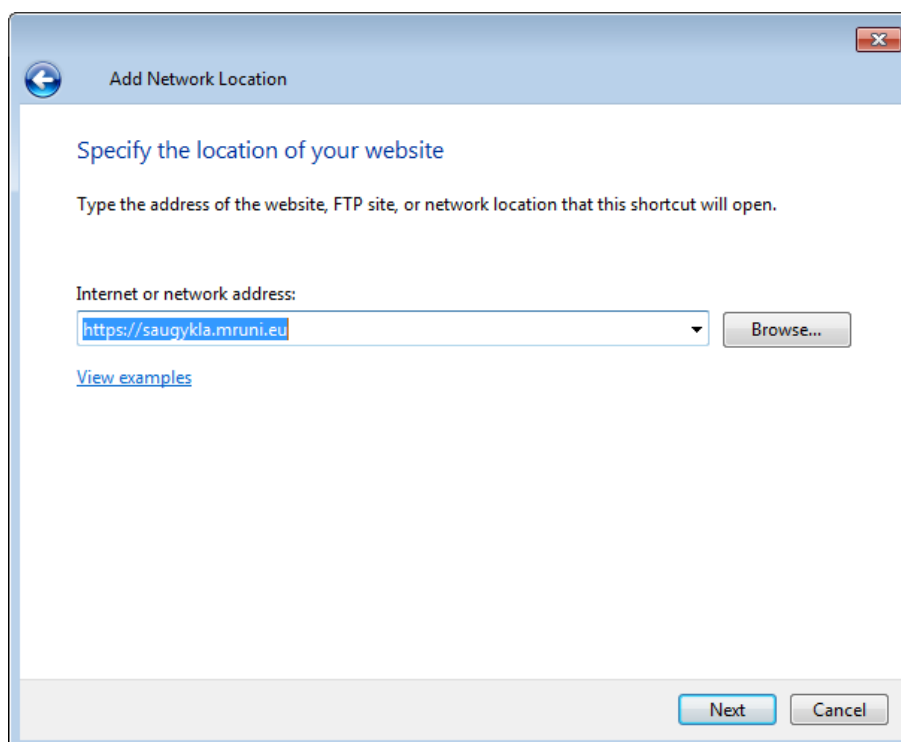 Add Network Location
Specify the location of your website
Type the address of the website, FTP site, or network location that this shortcut will open.
Internet or network address:
https://saugykla.mruni.eu
Browse...
View examples
Next
Cancel